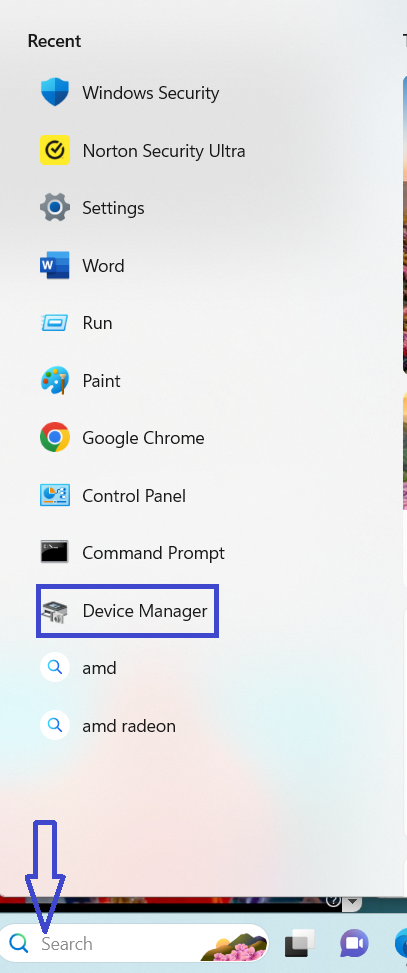 Recent
Windows Security
Norton Security Ultra
Settings
Word
Run
Paint
Google Chrome
Control Panel
Command Prompt
Device Manager
amd
amd radeon
Search